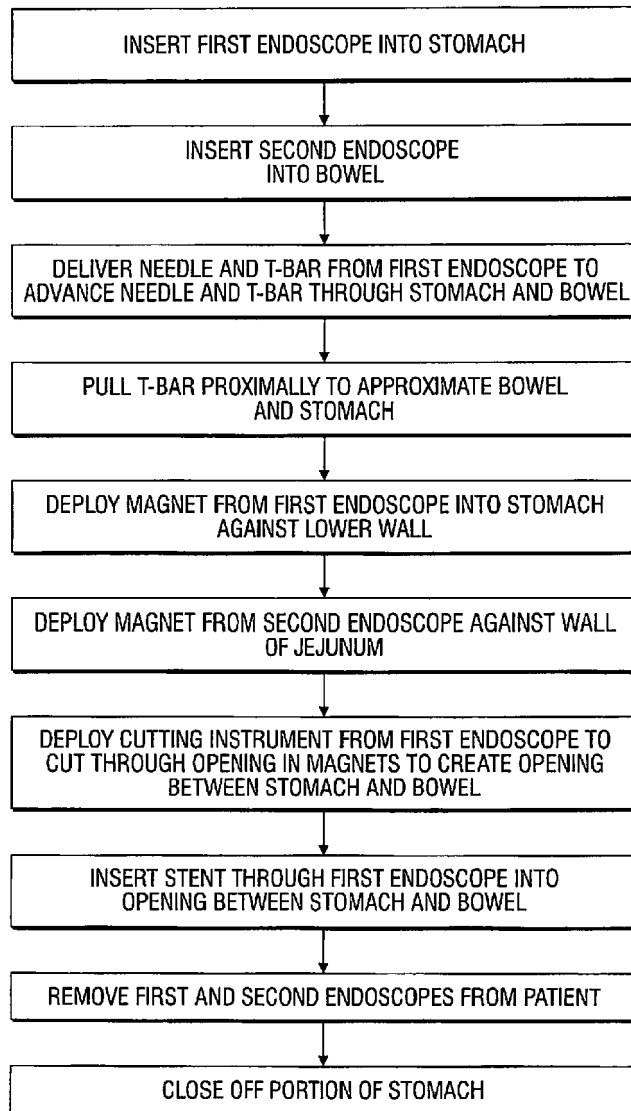 INSERT FIRST ENDOSCOPE INTO STOMACH
INSERT SECOND ENDOSCOPE
INTO BOWEL
DELIVER NEEDLE AND T-BAR FROM FIRST ENDOSCOPE TO
ADVANCE NEEDLE AND T-BAR THROUGH STOMACH AND BOWEL
PULL T-BAR PROXIMALLY TO APPROXIMATE BOWEL
AND STOMACH
DEPLOY MAGNET FROM FIRST ENDOSCOPE INTO STOMACH
AGAINST LOWER WALL
DEPLOY MAGNET FROM SECOND ENDOSCOPE AGAINST WALL
OF JEJUNUM
DEPLOY CUTTING INSTRUMENT FROM FIRST ENDOSCOPE TO
CUT THROUGH OPENING IN MAGNETS TO CREATE OPENING
BETWEEN STOMACH AND BOWEL
INSERT STENT THROUGH FIRST ENDOSCOPE INTO
OPENING BETWEEN STOMACH AND BOWEL
REMOVE FIRST AND SECOND ENDOSCOPES FROM PATIENT
CLOSE OFF PORTION OF STOMACH